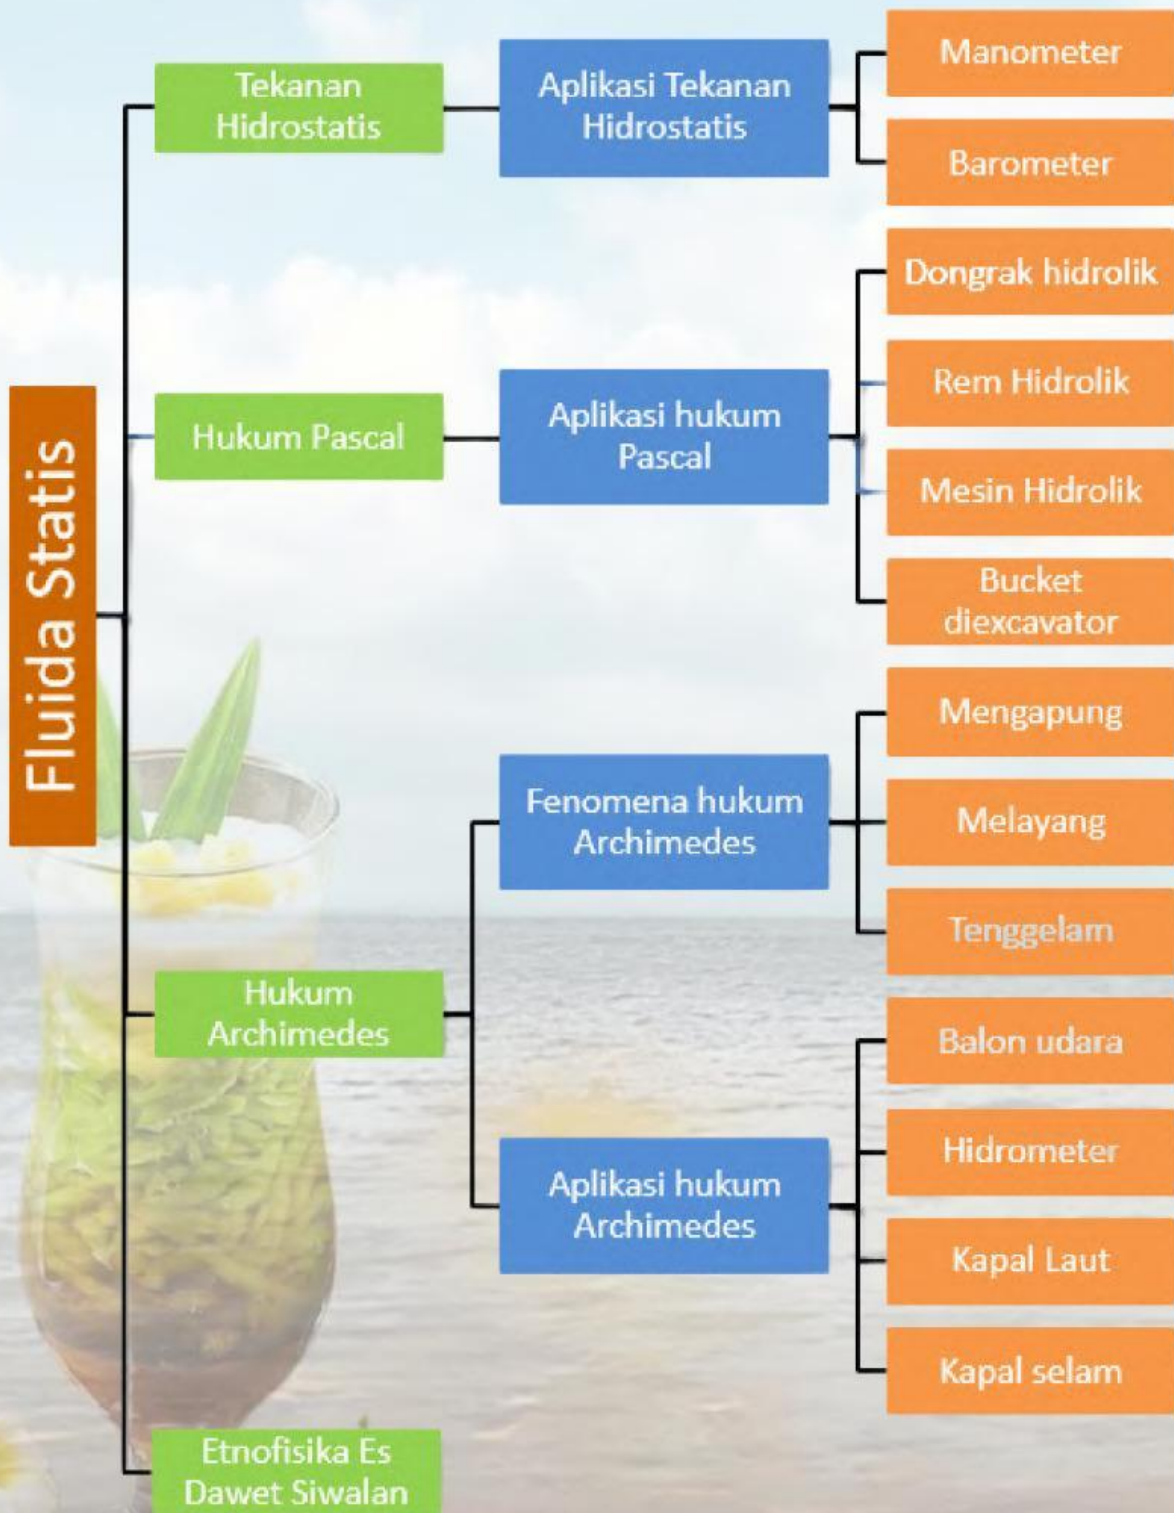 Fluida Statis
Tekanan
Hidrostatis
Aplikasi Tekanan
Hidrostatis
Manometer
Barometer
Hukum Pascal
Aplikasi hukum
Pascal
Dongrak hidrolik
Rem Hidrolik
Mesin Hidrolik
Bucket
diexcavator
Hukum
Archimedes
Fenomena hukum
Archimedes
Mengapung
Melayang
Tenggelam
Aplikasi hukum
Archimedes
Balon udara
Hidrometer
Kapal Laut
Kapal selam
Etnofisika Es
Dawet Siwalan